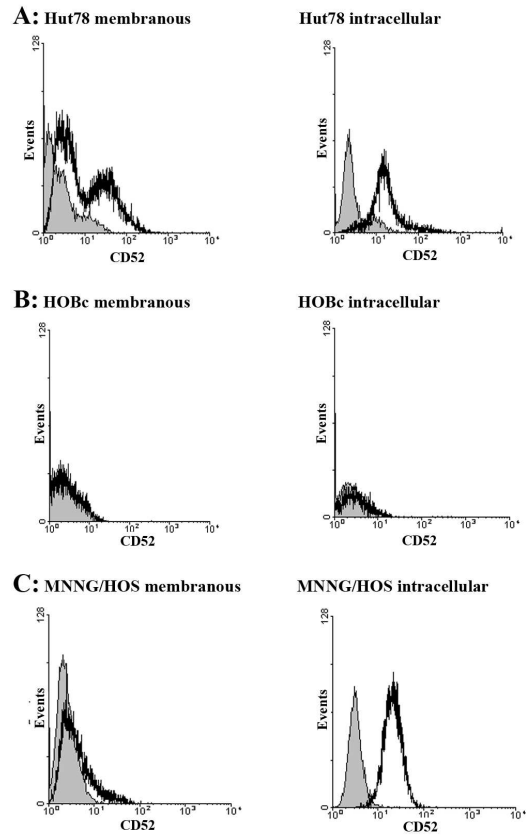 A: Hut78 membranous
Hut78 intracellular
128
Events
0
10⁰ 10¹ 10² 10³ 10⁴
CD52
128
Events
0
10⁰ 10¹ 10² 10³ 10⁴
CD52
B: HOBc membranous
HOBc intracellular
128
Events
0
10⁰ 10¹ 10² 10³ 10⁴
CD52
128
Events
0
10⁰ 10¹ 10² 10³ 10⁴
CD52
C: MNNG/HOS membranous
MNNG/HOS intracellular
128
Events
0
10⁰ 10¹ 10² 10³ 10⁴
CD52
128
Events
0
10⁰ 10¹ 10² 10³ 10⁴
CD52